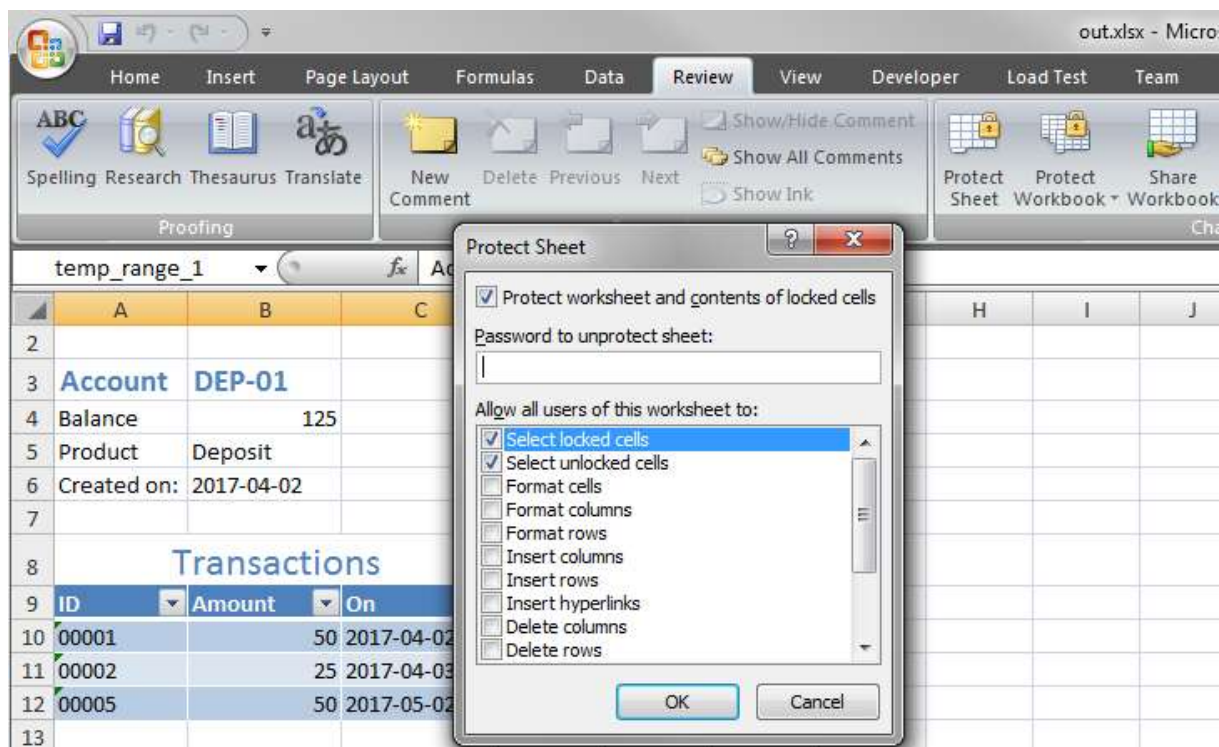 out.xlsx - Micro
Home Insert Page Layout Formulas Data Review View Developer Load Test Team
ABC
Spelling Research Thesaurus Translate New Comment Delete Previous Next Show/Hide Comment
Show All Comments
Show Ink
Protect Sheet Protect Workbook Share Workbook
Proofing
Cha
Protect Sheet
temp_range_1 fx Ac
Protect worksheet and contents of locked cells
A B C H I J
Password to unprotect sheet:
2
3 Account DEP-01
4 Balance 125
Allow all users of this worksheet to:
Select locked cells
5 Product Deposit
Select unlocked cells
6 Created on: 2017-04-02
Format cells
Format columns
7
Format rows
8 Transactions
Insert columns
Insert rows
9 ID Amount On
Insert hyperlinks
Delete columns
10 00001 50 2017-04-02
Delete rows
11 00002 25 2017-04-03
12 00005 50 2017-05-02
OK Cancel
13